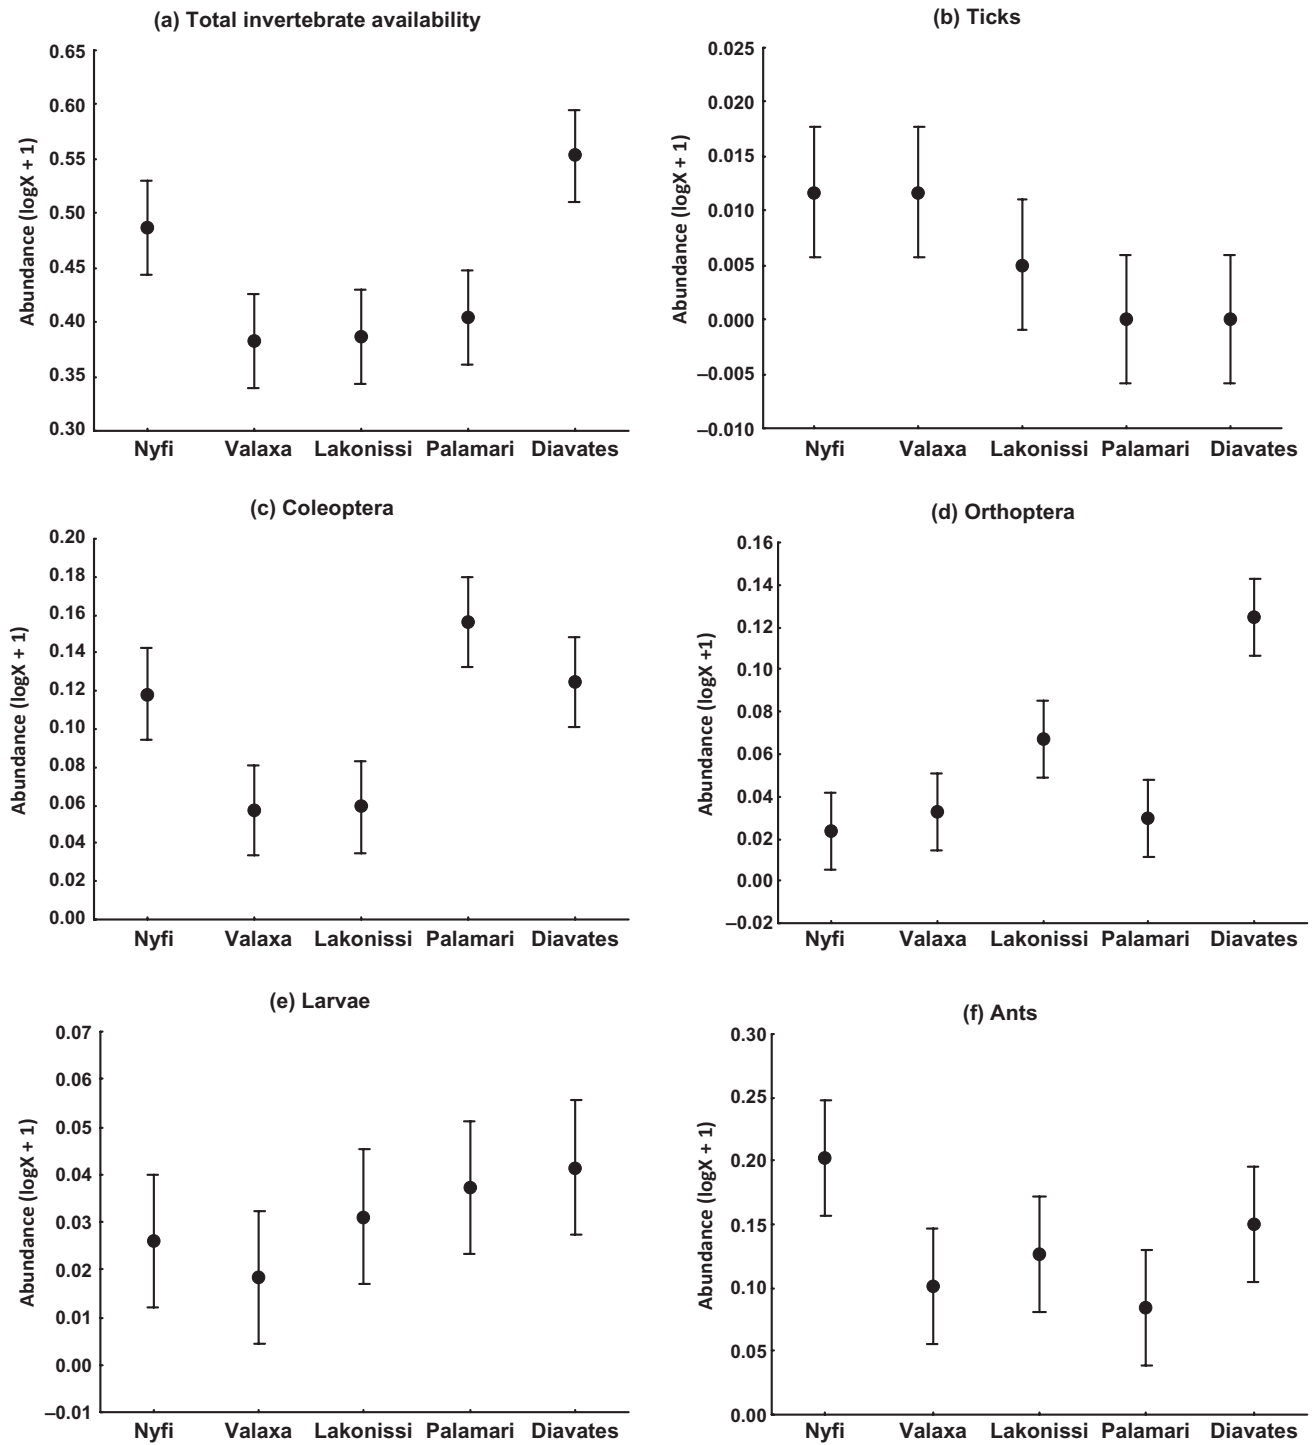 (a) Total invertebrate availability
Abundance (logX + 1)
0.65
0.60
0.55
0.50
0.45
0.40
0.35
0.30
Nyfi Valaxa Lakonissi Palamari Diavates
(b) Ticks
Abundance (logX + 1)
0.025
0.020
0.015
0.010
0.005
0.000
−0.005
−0.010
Nyfi Valaxa Lakonissi Palamari Diavates
(c) Coleoptera
Abundance (logX + 1)
0.20
0.18
0.16
0.14
0.12
0.10
0.08
0.06
0.04
0.02
0.00
Nyfi Valaxa Lakonissi Palamari Diavates
(d) Orthoptera
Abundance (logX +1)
0.16
0.14
0.12
0.10
0.08
0.06
0.04
0.02
0.00
−0.02
Nyfi Valaxa Lakonissi Palamari Diavates
(e) Larvae
Abundance (logX + 1)
0.07
0.06
0.05
0.04
0.03
0.02
0.01
0.00
−0.01
Nyfi Valaxa Lakonissi Palamari Diavates
(f) Ants
Abundance (logX + 1)
0.30
0.25
0.20
0.15
0.10
0.05
0.00
Nyfi Valaxa Lakonissi Palamari Diavates